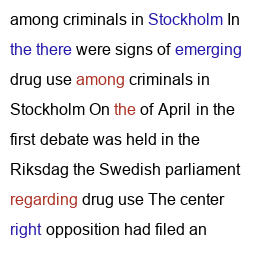 among criminals in Stockholm In
the there were signs of emerging
drug use among criminals in
Stockholm On the of April in the
first debate was held in the
Riksdag the Swedish parliament
regarding drug use The center
right opposition had filed an